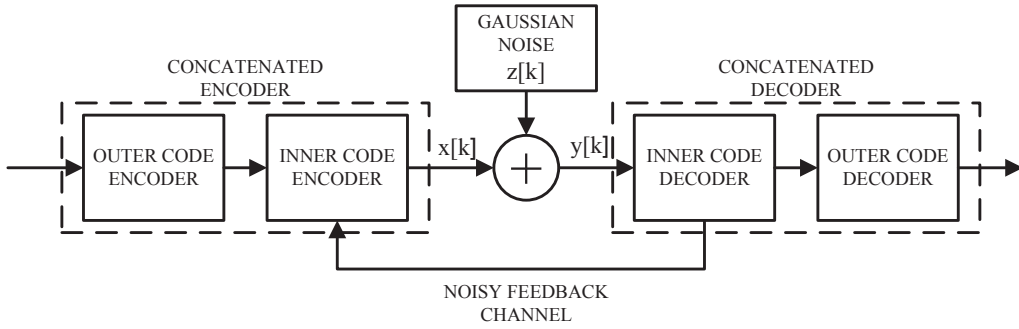 GAUSSIAN
NOISE
z[k]
CONCATENATED
ENCODER
CONCATENATED
DECODER
OUTER CODE
ENCODER
INNER CODE
ENCODER
x[k]
+
y[k]
INNER CODE
DECODER
OUTER CODE
DECODER
NOISY FEEDBACK
CHANNEL